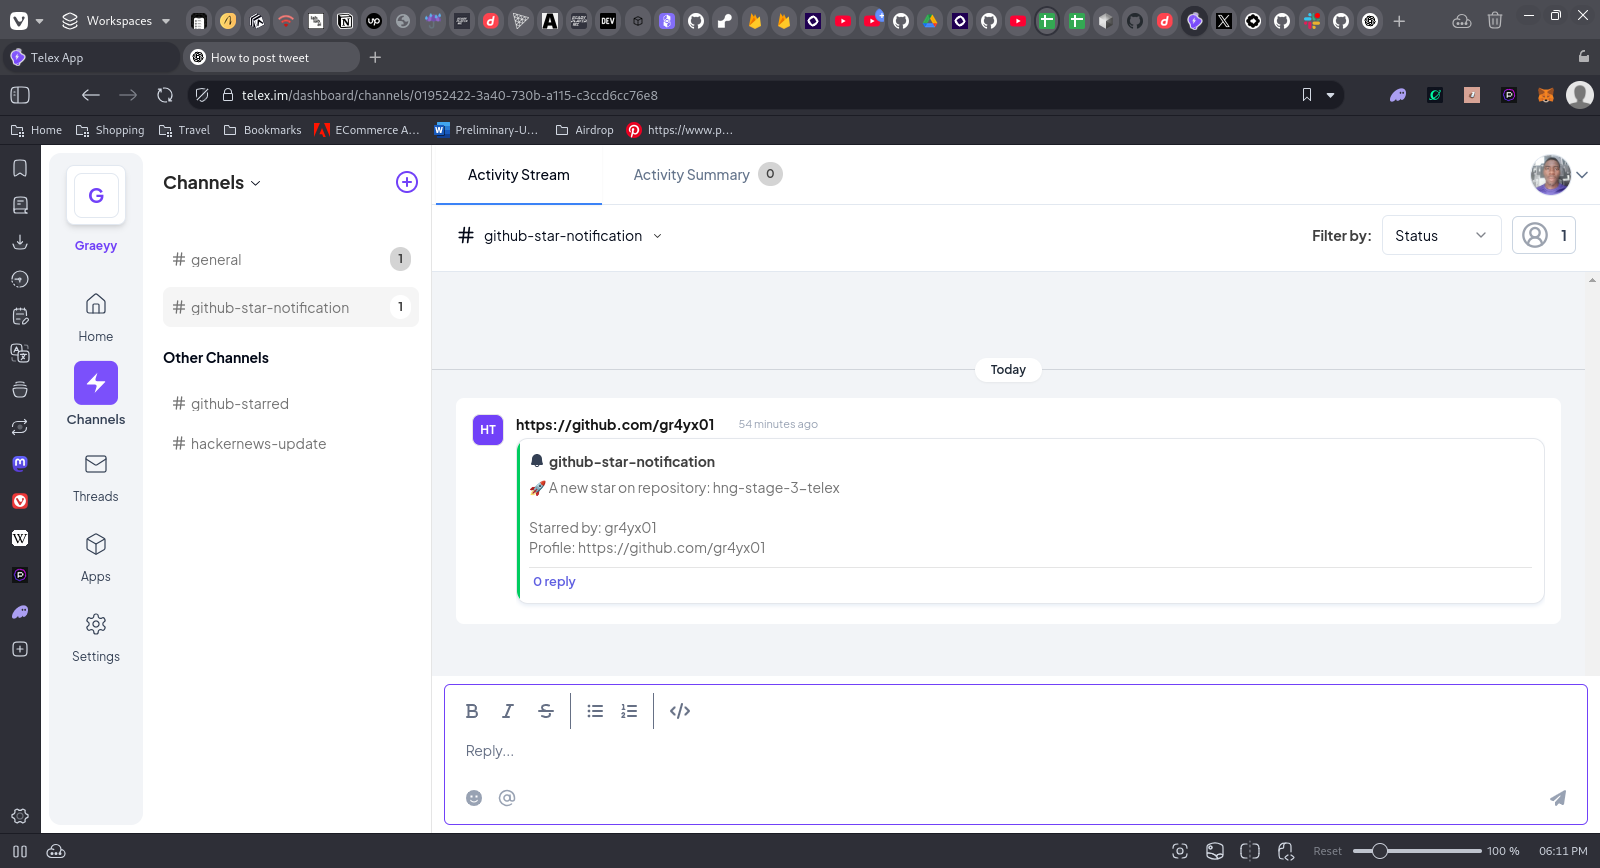 Workspaces
DEV
Telex App
How to post tweet
telex.im/dashboard/channels/01952422-3a40-730b-a115-c3ccd6cc76e8
Home
Shopping
Travel
Bookmarks
ECommerce A...
Preliminary-U...
Airdrop
https://www.p...
G
Graeyy
Home
Channels
Threads
Apps
Settings
Channels
# general 1
# github-star-notification 1
Other Channels
# github-starred
# hackernews-update
Activity Stream
Activity Summary 0
# github-star-notification
Filter by:
Status
1
Today
HT
https://github.com/gr4yx01 54 minutes ago
github-star-notification
🚀 A new star on repository: hng-stage-3-telex
Starred by: gr4yx01
Profile: https://github.com/gr4yx01
0 reply
B I S </>
Reply...
@
Reset 100 % 06:11 PM